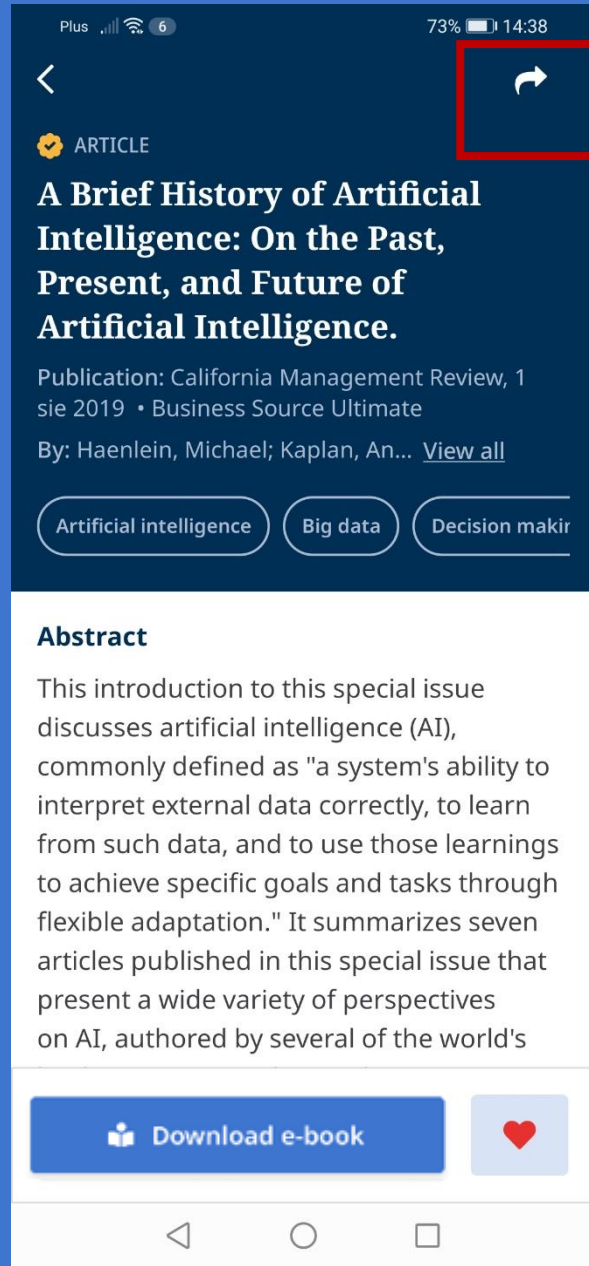 Plus 6 73% 14:38
ARTICLE
A Brief History of Artificial
Intelligence: On the Past,
Present, and Future of
Artificial Intelligence.
Publication: California Management Review, 1
sie 2019 • Business Source Ultimate
By: Haenlein, Michael; Kaplan, An... View all
Artificial intelligence Big data Decision makin
Abstract
This introduction to this special issue
discusses artificial intelligence (AI),
commonly defined as "a system's ability to
interpret external data correctly, to learn
from such data, and to use those learnings
to achieve specific goals and tasks through
flexible adaptation." It summarizes seven
articles published in this special issue that
present a wide variety of perspectives
on AI, authored by several of the world's
Download e-book